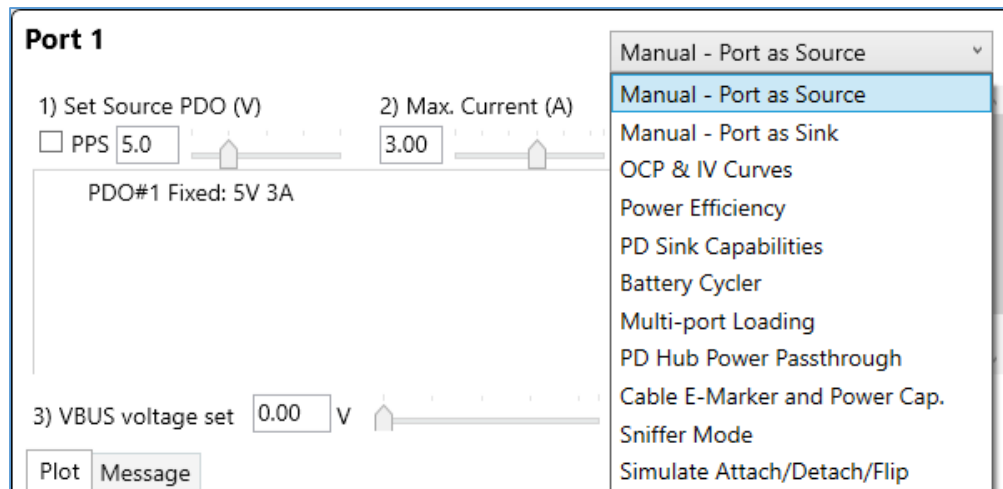 Port 1
Manual - Port as Source
1) Set Source PDO (V)
2) Max. Current (A)
PPS 5.0
3.00
PDO#1 Fixed: 5V 3A
3) VBUS voltage set 0.00 V
Plot
Message
Manual - Port as Source
Manual - Port as Sink
OCP & IV Curves
Power Efficiency
PD Sink Capabilities
Battery Cycler
Multi-port Loading
PD Hub Power Passthrough
Cable E-Marker and Power Cap.
Sniffer Mode
Simulate Attach/Detach/Flip